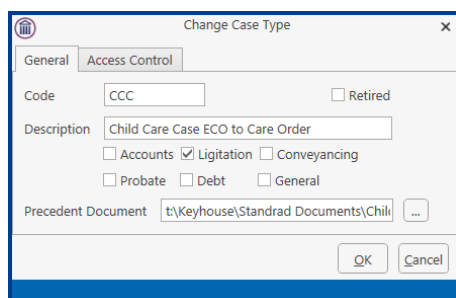 Change Case Type
General Access Control
Code CCC Retired
Description Child Care Case ECO to Care Order
Accounts Ligitation Conveyancing
Probate Debt General
Precedent Document t:\Keyhouse\Standrad Documents\Chil
...
OK Cancel